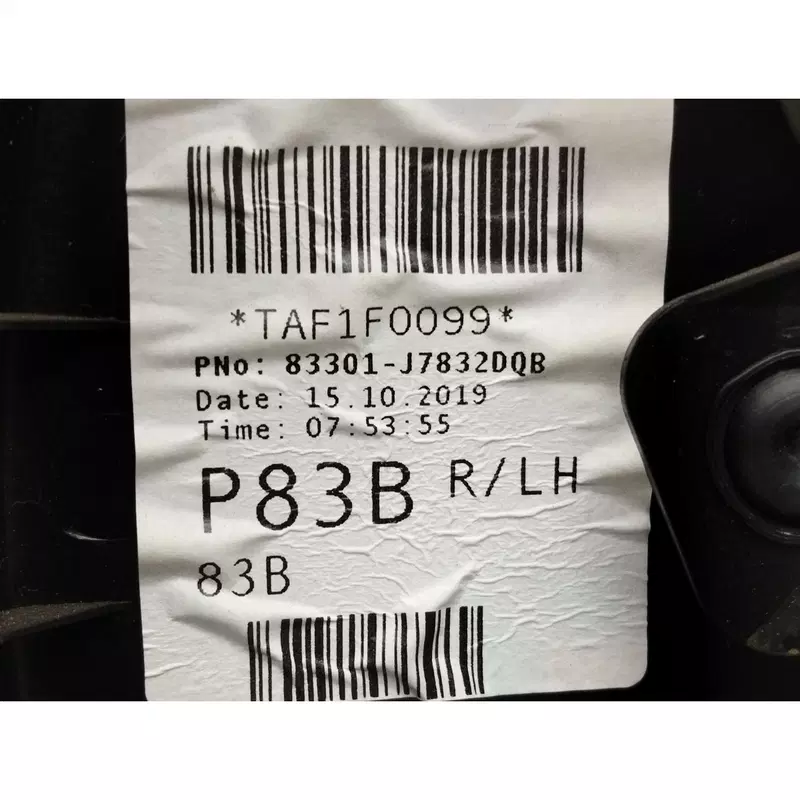 *TAF1F0099*
PNo: 83301-J7832DQB
Date: 15.10.2019
Time: 07:53:55
P83B R/LH
83B